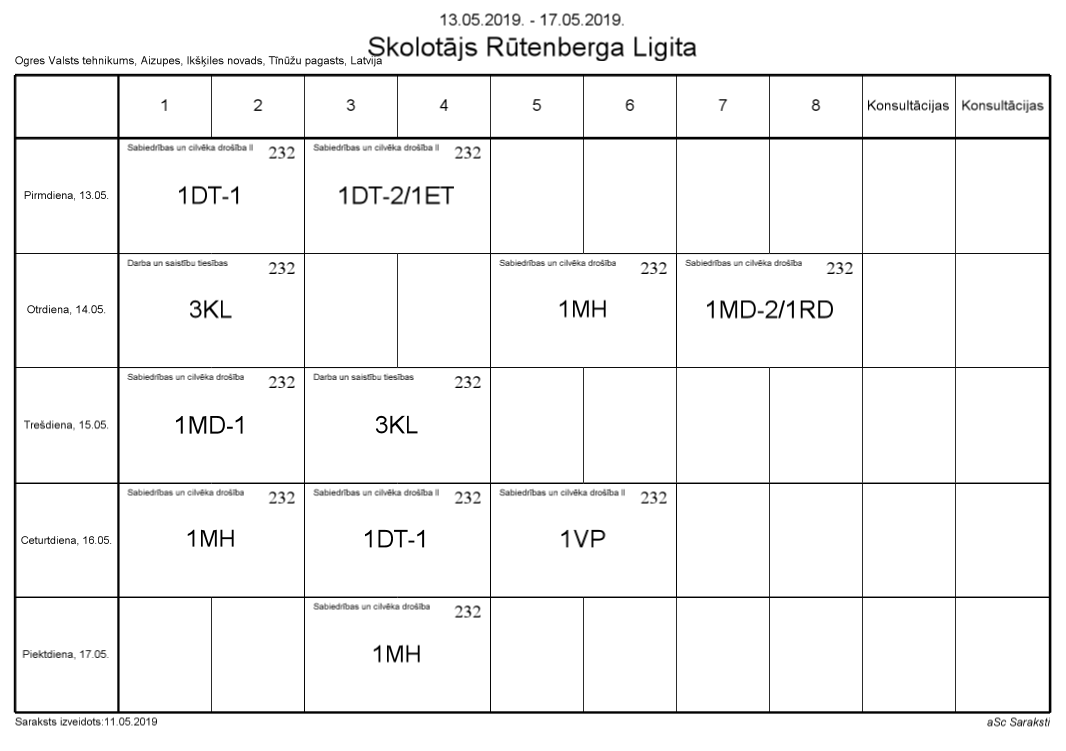 13.05.2019. - 17.05.2019.
Skolotājs Rūtenberga Ligita
Ogres Valsts tehnikums, Aizupes, Ikšķiles novads, Tīnūžu pagasts, Latvija
1 2 3 4 5 6 7 8 Konsultācijas Konsultācijas
Sabiedrības un cilvēka drošība II 232 Sabiedrības un cilvēka drošība II 232
Pirmdiena, 13.05. 1DT-1 1DT-2/1ET
Darba un saistību tiesības 232 Sabiedrības un cilvēka drošība 232 Sabiedrības un cilvēka drošība 232
Otrdiena, 14.05. 3KL 1MH 1MD-2/1RD
Sabiedrības un cilvēka drošība 232 Darba un saistību tiesības 232
Trešdiena, 15.05. 1MD-1 3KL
Sabiedrības un cilvēka drošība 232 Sabiedrības un cilvēka drošība II 232 Sabiedrības un cilvēka drošība II 232
Ceturtdiena, 16.05. 1MH 1DT-1 1VP
Sabiedrības un cilvēka drošība 232
Piektdiena, 17.05. 1MH
Saraksts izveidots:11.05.2019 aSc Saraksti